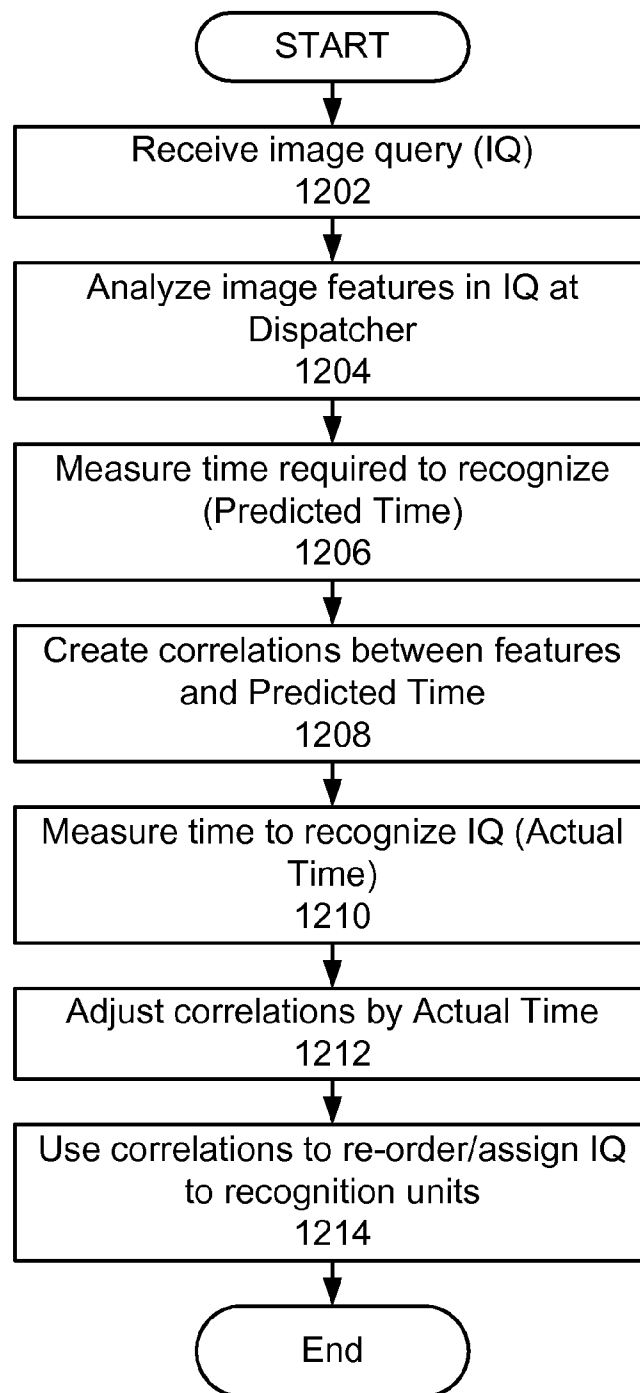 START
Receive image query (IQ)
1202
Analyze image features in IQ at
Dispatcher
1204
Measure time required to recognize
(Predicted Time)
1206
Create correlations between features
and Predicted Time
1208
Measure time to recognize IQ (Actual
Time)
1210
Adjust correlations by Actual Time
1212
Use correlations to re-order/assign IQ
to recognition units
1214
End